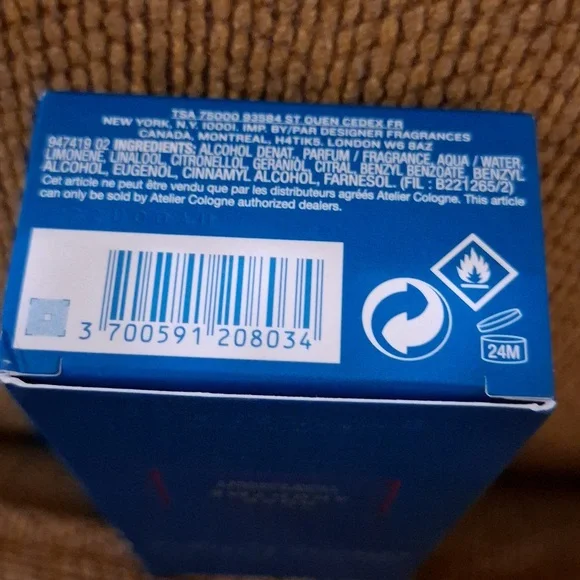 TSA 75000 93584 ST OUEN CEDEX FR
NEW YORK, N.Y. 10001. IMP. BY/PAR DESIGNER FRAGRANCES
CANADA, MONTREAL, H4T1K5. LONDON W6 8AZ
947419 02 INGREDIENTS: ALCOHOL DENAT., PARFUM / FRAGRANCE, AQUA / WATER,
LIMONENE, LINALOOL, CITRONELLOL, GERANIOL, CITRAL, BENZYL BENZOATE, BENZYL
ALCOHOL, EUGENOL, CINNAMYL ALCOHOL, FARNESOL. (FIL : B221265/2)
Cet article ne peut être vendu que par les distributeurs agréés Atelier Cologne. This article
can only be sold by Atelier Cologne authorized dealers.
3 700591 208034
24M